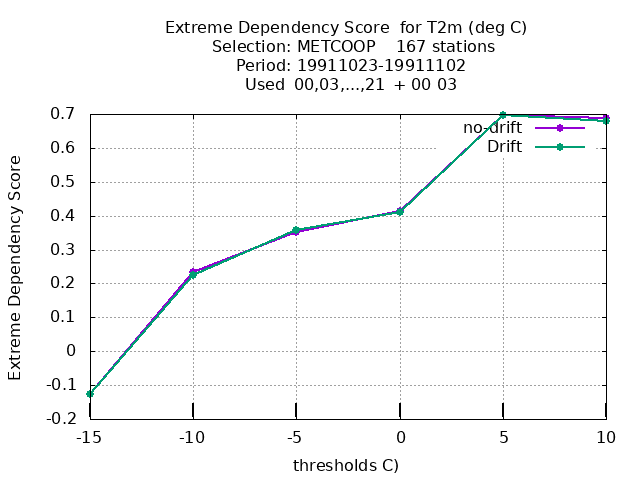 Extreme Dependency Score  for T2m (deg C)
Selection: METCOOP    167 stations
Period: 19911023-19911102
Used  00,03,...,21  + 00 03
Extreme Dependency Score
0.7
0.6
0.5
0.4
0.3
0.2
0.1
0
-0.1
-0.2
no-drift
Drift
-15
-10
-5
0
5
10
thresholds C)